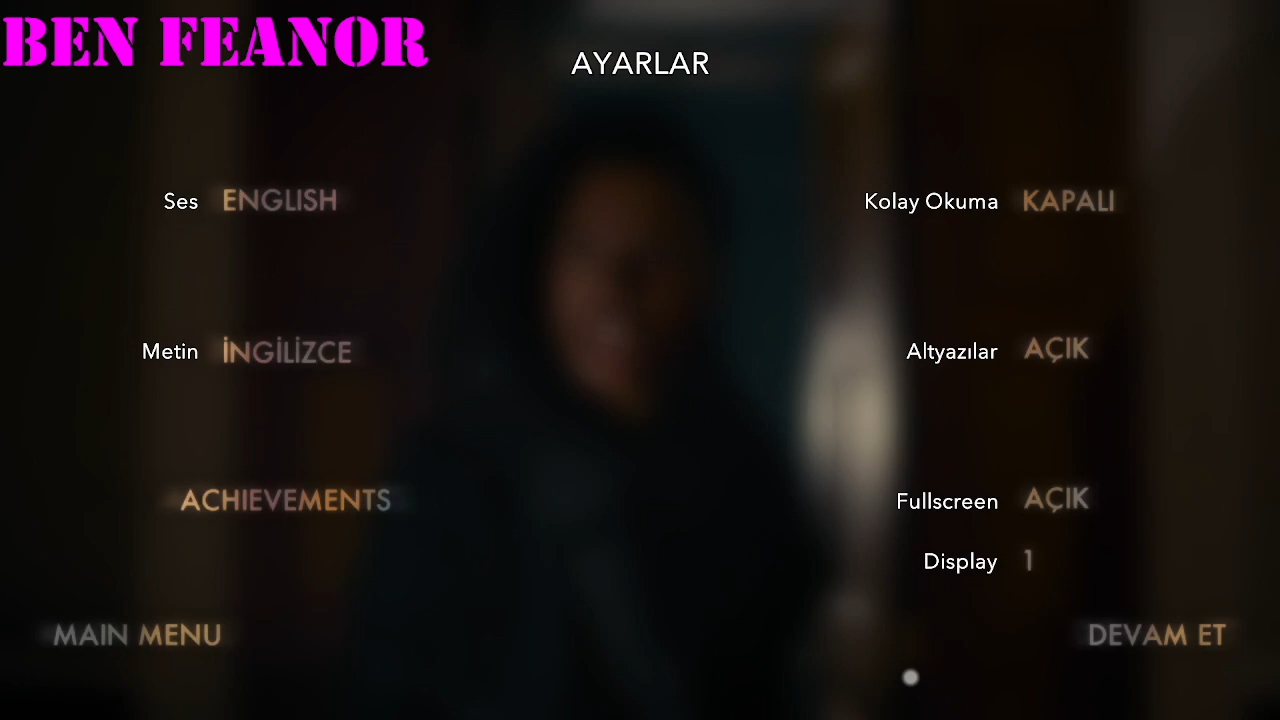 BEN FEANOR
AYARLAR
Ses ENGLISH
Kolay Okuma KAPALI
Metin İNGİLİZCE
Altyazılar AÇIK
ACHIEVEMENTS
Fullscreen AÇIK
Display 1
MAIN MENU
DEVAM ET